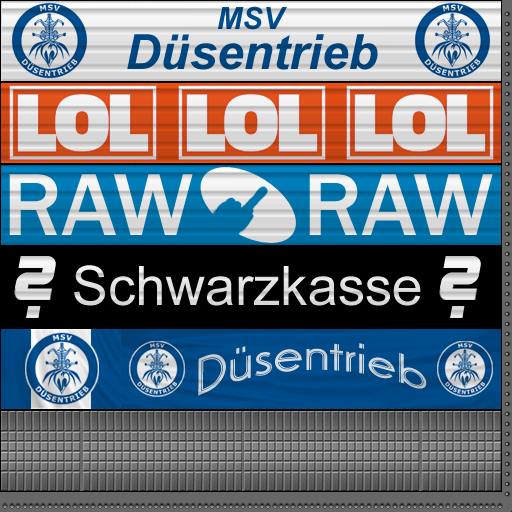 MSV
DÜSENTRIEB
MSV
Düsentrieb
MSV
DÜSENTRIEB
LOL LOL LOL
RAW RAW
? Schwarzkasse ?
MSV
DÜSENTRIEB
MSV
DÜSENTRIEB
Düsentrieb
MSV
DÜSENTRIEB